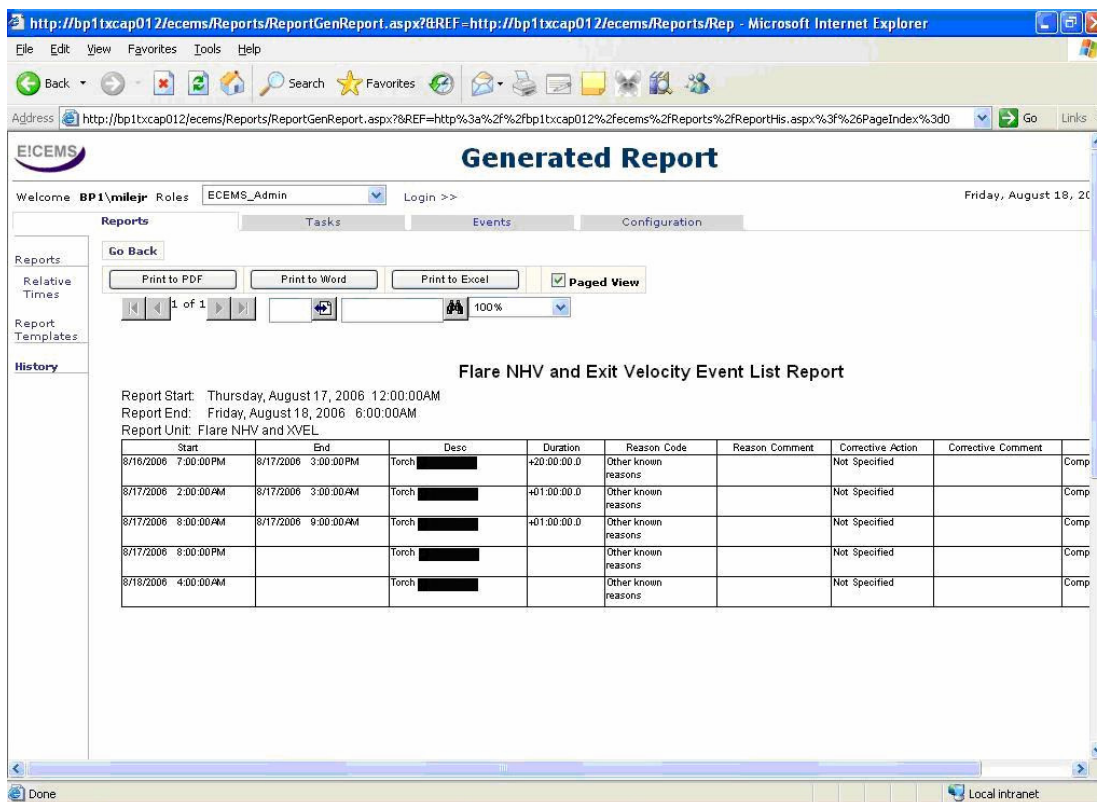 http://bp1txcap012/ecems/Reports/ReportGenReport.aspx?&REF=http://bp1txcap012/ecems/Reports/Rep - Microsoft Internet Explorer
File Edit View Favorites Tools Help
Back Search Favorites
Address http://bp1txcap012/ecems/Reports/ReportGenReport.aspx?&REF=http%3a%2f%2fbp1txcap012%2fecems%2fReports%2fReportHis.aspx%3f%26PageIndex%3d0 Go Links
E!CEMS Generated Report
Welcome BP1\milejr Roles ECEMS_Admin Login >> Friday, August 18, 20
Reports Tasks Events Configuration
Go Back
Reports
Relative Times
Report Templates
History
Print to PDF Print to Word Print to Excel Paged View
1 of 1 100%
Flare NHV and Exit Velocity Event List Report
Report Start: Thursday, August 17, 2006 12:00:00AM
Report End: Friday, August 18, 2006 6:00:00AM
Report Unit: Flare NHV and XVEL
Start End Desc Duration Reason Code Reason Comment Corrective Action Corrective Comment
8/16/2006 7:00:00PM 8/17/2006 3:00:00PM Torch +20:00:00.0 Other known reasons Not Specified Comp
8/17/2006 2:00:00AM 8/17/2006 3:00:00AM Torch +01:00:00.0 Other known reasons Not Specified Comp
8/17/2006 8:00:00AM 8/17/2006 9:00:00AM Torch +01:00:00.0 Other known reasons Not Specified Comp
8/17/2006 8:00:00PM Torch Other known reasons Not Specified Comp
8/18/2006 4:00:00AM Torch Other known reasons Not Specified Comp
Done Local intranet